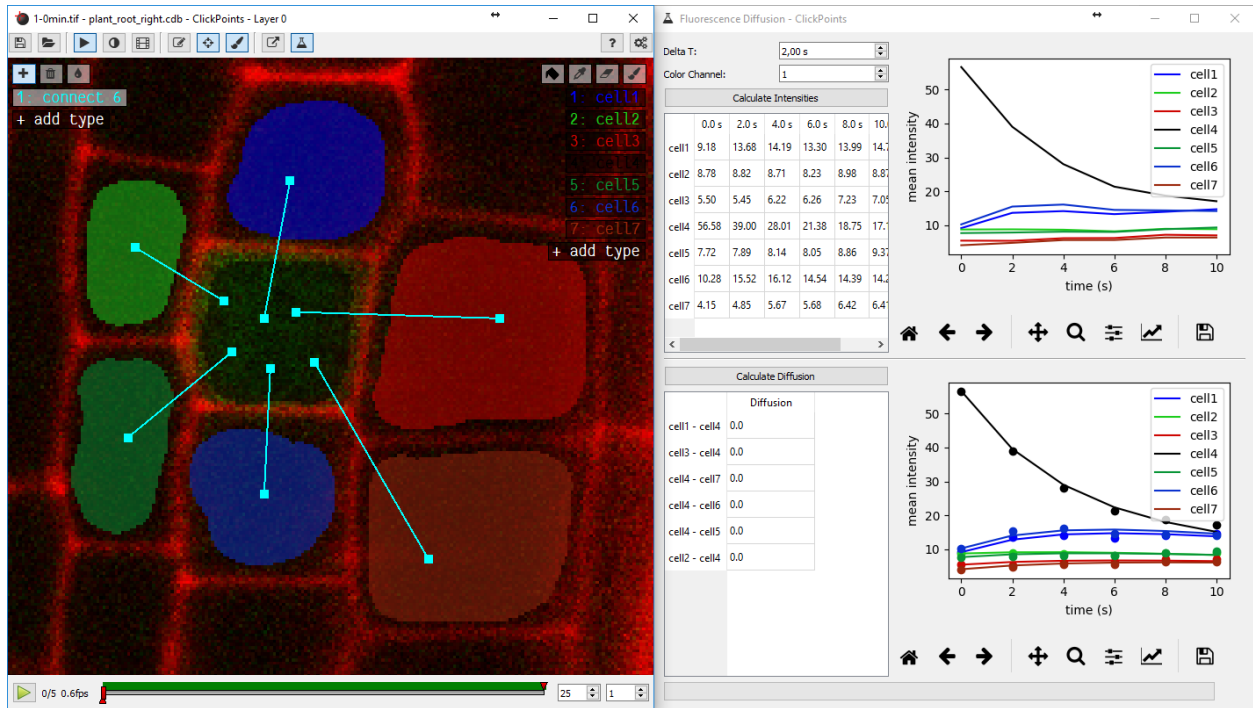 1-0min.tif - plant_root_right.cdb - ClickPoints - Layer 0
?
1: connect 6
+ add type
1: cell1
2: cell2
3: cell3
5: cell5
6: cell6
7: cell7
+ add type
0/5 0.6fps
25
1
Fluorescence Diffusion - ClickPoints
Delta T: 2,00 s
Color Channel: 1
Calculate Intensities
0.0 s 2.0 s 4.0 s 6.0 s 8.0 s
cell1 9.18 13.68 14.19 13.30 13.99
cell2 8.78 8.82 8.71 8.23 8.98
cell3 5.50 5.45 6.22 6.26 7.23
cell4 56.58 39.00 28.01 21.38 18.75
cell5 7.72 7.89 8.14 8.05 8.86
cell6 10.28 15.52 16.12 14.54 14.39
cell7 4.15 4.85 5.67 5.68 6.42
mean intensity
50
40
30
20
10
0 2 4 6 8 10
time (s)
cell1
cell2
cell3
cell4
cell5
cell6
cell7
Calculate Diffusion
Diffusion
cell1 - cell4 0.0
cell3 - cell4 0.0
cell4 - cell7 0.0
cell4 - cell6 0.0
cell4 - cell5 0.0
cell2 - cell4 0.0
mean intensity
50
40
30
20
10
0 2 4 6 8 10
time (s)
cell1
cell2
cell3
cell4
cell5
cell6
cell7